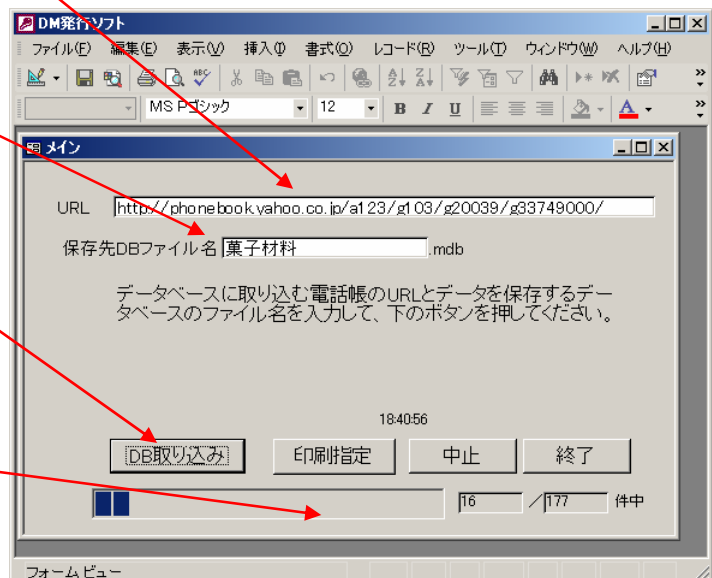 DM発行ソフト
ファイル(F) 編集(E) 表示(V) 挿入(I) 書式(O) レコード(R) ツール(T) ウィンドウ(W) ヘルプ(H)
MS Pゴシック 12 B I U A
メイン
URL http://phonebook.yahoo.co.jp/a123/g103/g20039/g33749000/
保存先DBファイル名 菓子材料 .mdb
データベースに取り込む電話帳のURLとデータを保存するデー
タベースのファイル名を入力して、下のボタンを押してください。
18:40:56
DB取り込み 印刷指定 中止 終了
16 / 177 件中
フォーム ビュー